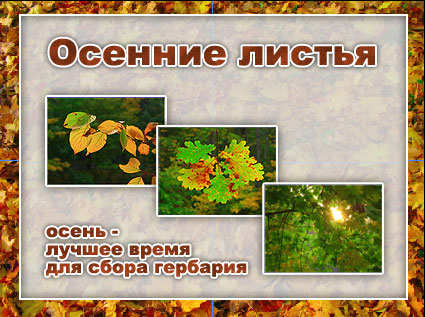 Осенние листья
осень -
лучшее время
для сбора гербария